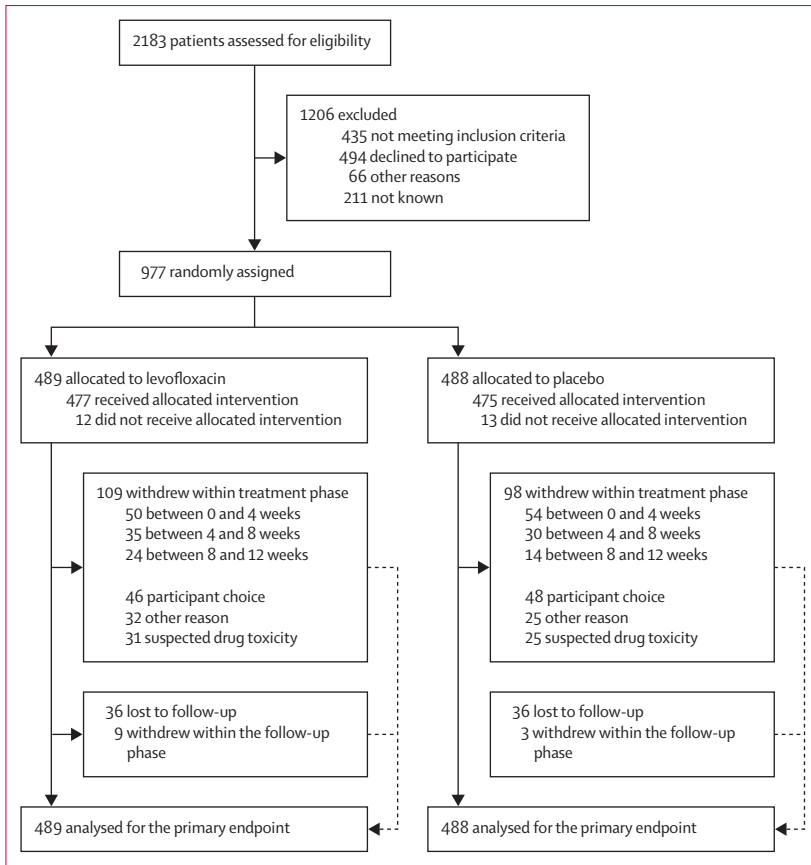 2183 patients assessed for eligibility
1206 excluded
435 not meeting inclusion criteria
494 declined to participate
66 other reasons
211 not known
977 randomly assigned
489 allocated to levofloxacin
477 received allocated intervention
12 did not receive allocated intervention
488 allocated to placebo
475 received allocated intervention
13 did not receive allocated intervention
109 withdrew within treatment phase
50 between 0 and 4 weeks
35 between 4 and 8 weeks
24 between 8 and 12 weeks
46 participant choice
32 other reason
31 suspected drug toxicity
98 withdrew within treatment phase
54 between 0 and 4 weeks
30 between 4 and 8 weeks
14 between 8 and 12 weeks
48 participant choice
25 other reason
25 suspected drug toxicity
36 lost to follow-up
9 withdrew within the follow-up
phase
36 lost to follow-up
3 withdrew within the follow-up
phase
489 analysed for the primary endpoint
488 analysed for the primary endpoint